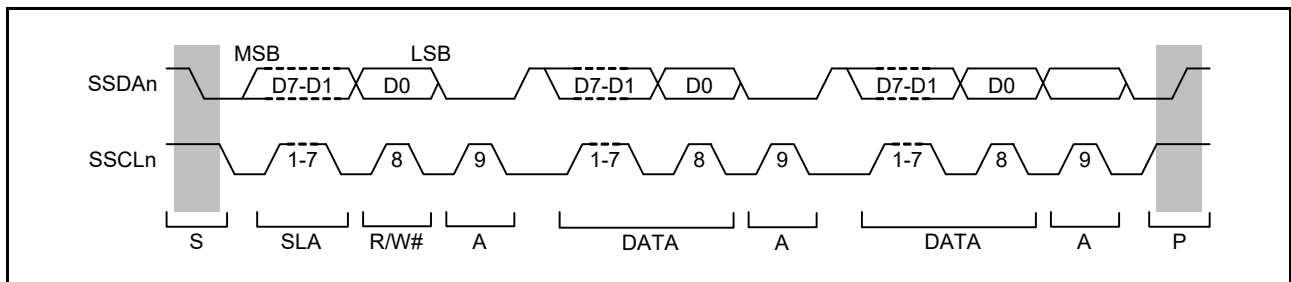 MSB LSB
SSDAn D7-D1 D0 D7-D1 D0 D7-D1 D0
SSCLn 1-7 8 9 1-7 8 9 1-7 8 9
S SLA R/W# A DATA A DATA A P